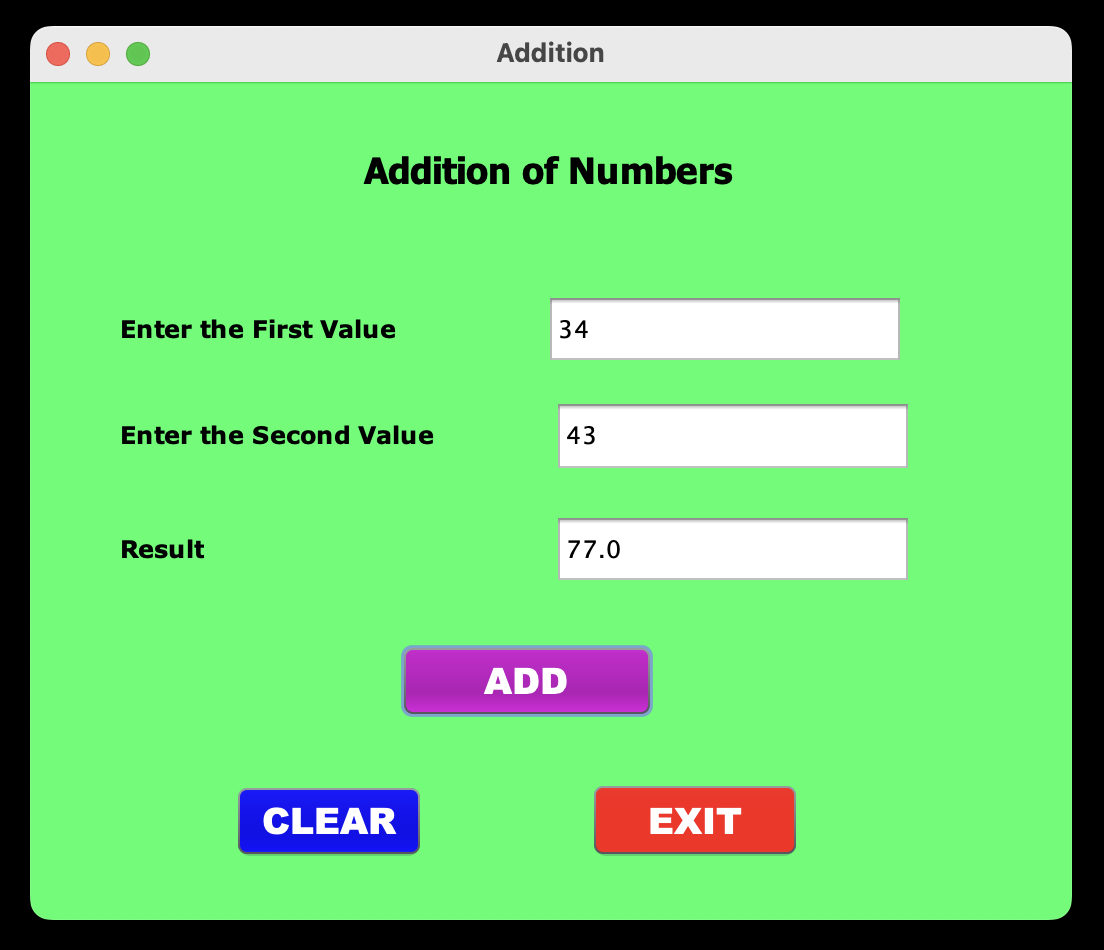 Addition
Addition of Numbers
Enter the First Value 34
Enter the Second Value 43
Result 77.0
ADD
CLEAR EXIT